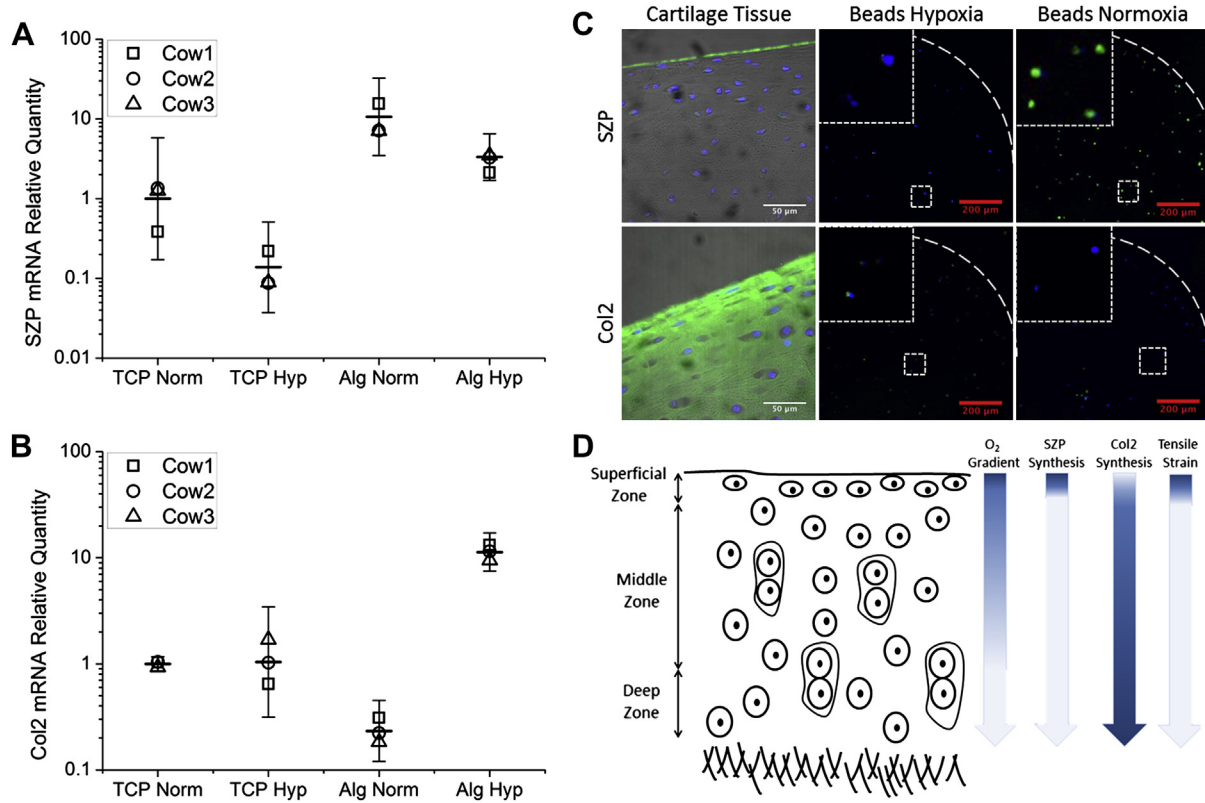 A
SZP mRNA Relative Quantity
100
10
1
0.1
0.01
Cow1
Cow2
Cow3
TCP Norm TCP Hyp Alg Norm Alg Hyp
B
Col2 mRNA Relative Quantity
100
10
1
0.1
Cow1
Cow2
Cow3
TCP Norm TCP Hyp Alg Norm Alg Hyp
C
Cartilage Tissue Beads Hypoxia Beads Normoxia
SZP
50 µm
200 µm
200 µm
Col2
50 µm
200 µm
200 µm
D
Superficial
Zone
Middle
Zone
Deep
Zone
O₂
Gradient
SZP
Synthesis
Col2
Synthesis
Tensile
Strain